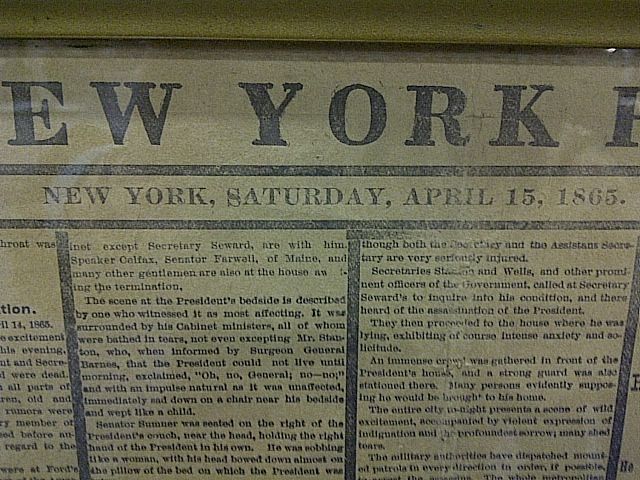 EW YORK H
NEW YORK, SATURDAY, APRIL 15, 1865.
throat was
tion.
il 14, 1865.
e excitement
his evening.
nt and Secre-
d were dead.
n all parts of
ren, old and
rumors were
ry member of
sed before an-
regard to the
were at Ford's
inet except Secretary Seward, are with him.
Speaker Colfax, Senator Farwell, of Maine, and
many other gentlemen are also at the house aw
ing the termination.
The scene at the President's bedside is described
by one who witnessed it as most affecting. It was
surrounded by his Cabinet ministers, all of whom
were bathed in tears, not even excepting Mr. Stan-
ton, who, when informed by Surgeon General
Barnes, that the President could not live until
morning, exclaimed, "Oh, no, General; no—no;"
and with an impulse natural as it was unaffected,
immediately sad down on a chair near his bedside
and wept like a child.
Senator Sumner was seated on the right of the
President's couch, near the head, holding the right
hand of the President in his own. He was sobbing
like a woman, with his head bowed down almost on
the pillow of the bed on which the President was
though both the Secretary and the Assistans Secre-
tary are very seriously injured.
Secretaries Stanton and Wells, and other promi-
nent officers of the Government, called at Secretary
Seward's to inquire into his condition, and there
heard of the assassination of the President.
They then proceeded to the house where he was
lying, exhibiting of course intense anxiety and so-
licitude.
An immense crowd was gathered in front of the
President's house, and a strong guard was also
stationed there. Many persons evidently suppos-
ing he would be brought to his home.
The entire city to-night presents a scene of wild
excitement, accompanied by violent expression of
indignation and the profoundest sorrow; many shed
tears.
The military authorities have dispatched mount-
ed patrols in every direction in order, if possible,
to arrest the assassins. The whole metropolitan
He